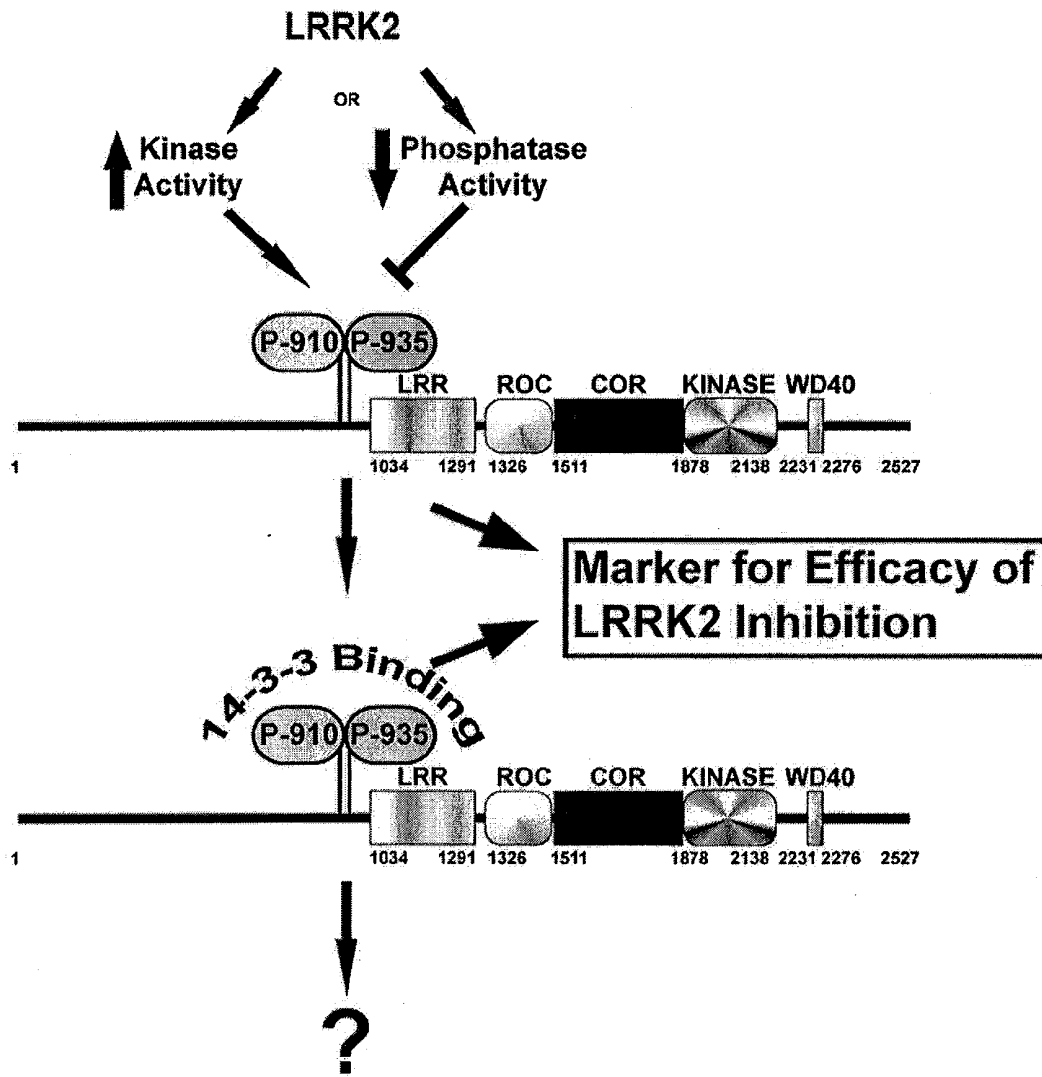 LRRK2
OR
Kinase
Activity
Phosphatase
Activity
P-910 P-935
LRR ROC COR KINASE WD40
1 1034 1291 1326 1511 1878 2138 2231 2276 2527
Marker for Efficacy of
LRRK2 Inhibition
14-3-3 Binding
P-910 P-935
LRR ROC COR KINASE WD40
1 1034 1291 1326 1511 1878 2138 2231 2276 2527
?